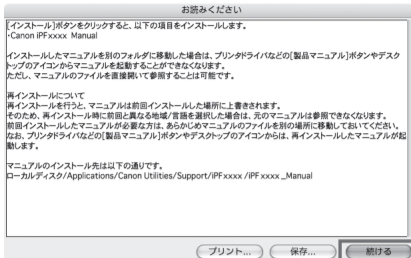 お読みください
[インストール]ボタンをクリックすると、以下の項目をインストールします。
・Canon iPFxxxx Manual
インストールしたマニュアルを別のフォルダに移動した場合は、プリンタドライバなどの[製品マニュアル]ボタンやデスク
トップのアイコンからマニュアルを起動することができなくなります。
ただし、マニュアルのファイルを直接開いて参照することは可能です。
再インストールについて
再インストールを行うと、マニュアルは前回インストールした場所に上書きされます。
そのため、再インストール時に前回と異なる地域/言語を選択した場合は、元のマニュアルは参照できなくなります。
前回インストールしたマニュアルが必要な方は、あらかじめマニュアルのファイルを別の場所に移動しておいてください。
なお、プリンタドライバなどの[製品マニュアル]ボタンやデスクトップのアイコンからは、再インストールしたマニュアルが起
動します。
マニュアルのインストール先は以下の通りです。
ローカルディスク/Applications/Canon Utilities/Support/iPFxxxx /iPFxxxx_Manual
プリント...
保存...
続ける